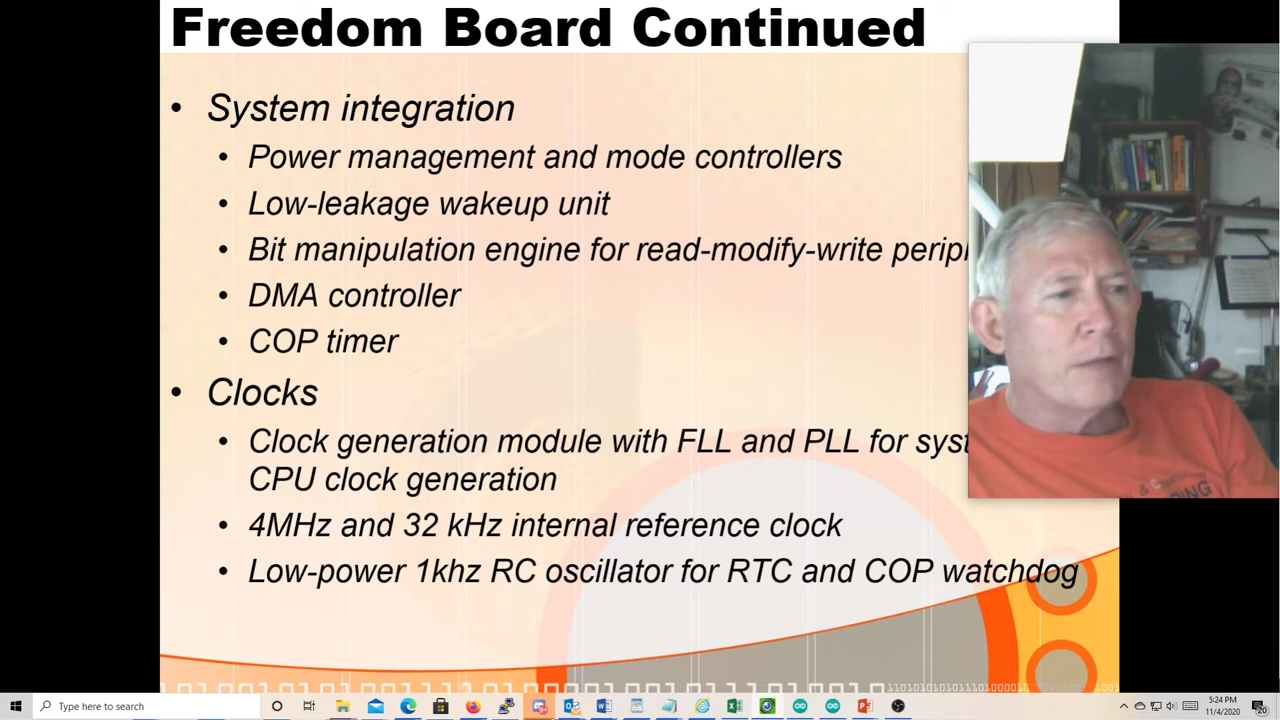 Freedom Board Continued
• System integration
• Power management and mode controllers
• Low-leakage wakeup unit
• Bit manipulation engine for read-modify-write
• DMA controller
• COP timer
• Clocks
• Clock generation module with FLL and PLL for
CPU clock generation
• 4MHz and 32 kHz internal reference clock
• Low-power 1khz RC oscillator for RTC and COP watchdog
Type here to search
5:24 PM
11/4/2020
20